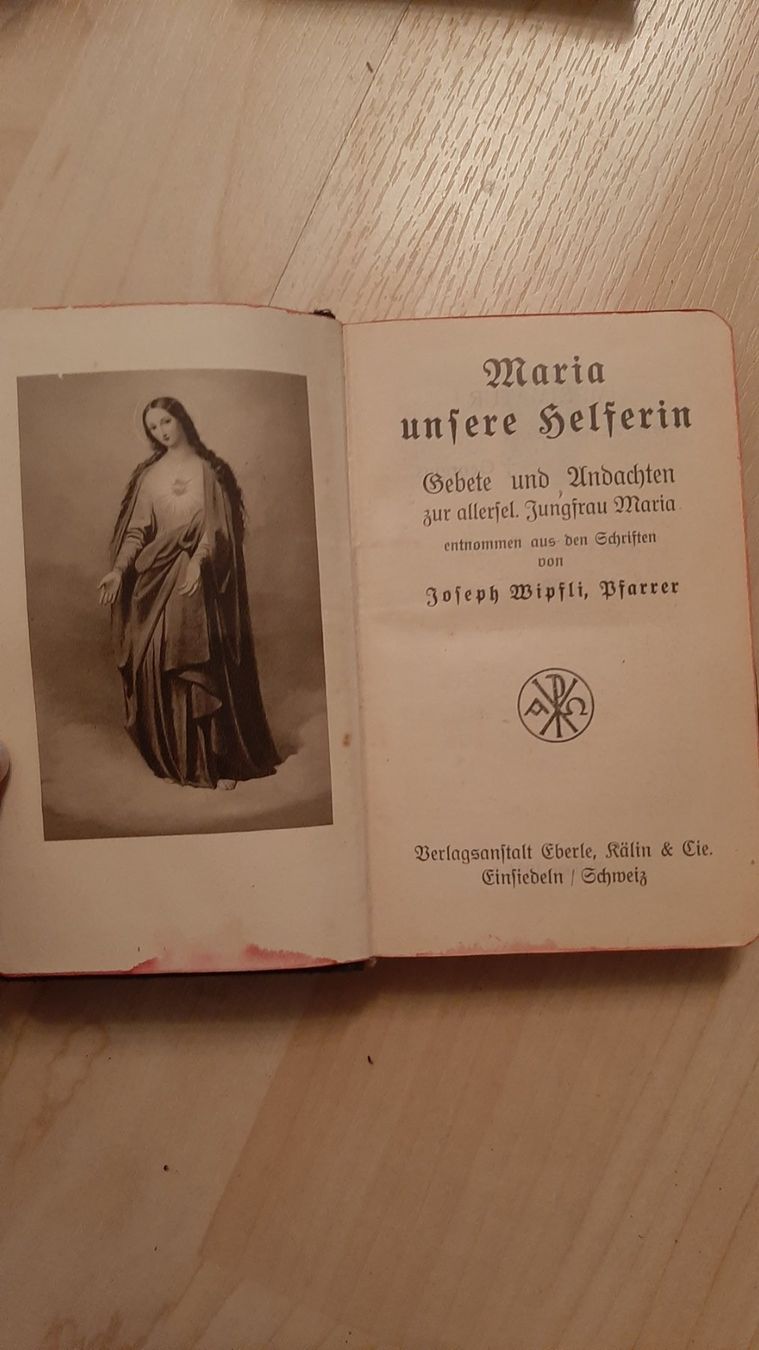 Maria
unsere Helferin
Gebete und Andachten
zur allersel. Jungfrau Maria
entnommen aus den Schriften
von
Joseph Wipfli, Pfarrer
Α Ω
Verlagsanstalt Eberle, Kälin & Cie.
Einsiedeln / Schweiz